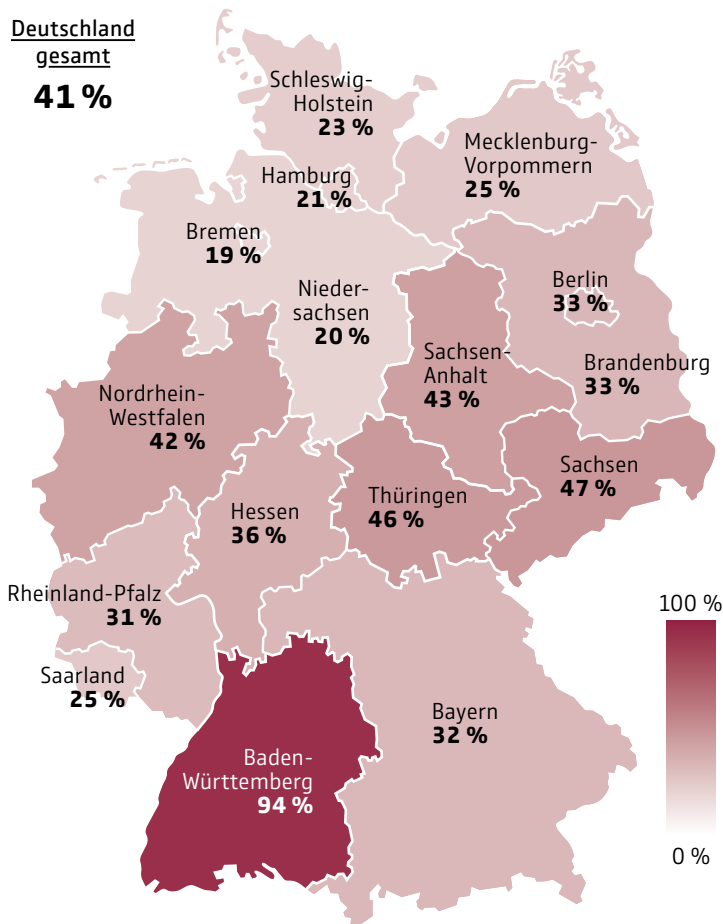 Deutschland
gesamt
41 %
Schleswig-
Holstein
23 %
Mecklenburg-
Vorpommern
25 %
Hamburg
21 %
Bremen
19 %
Nieder-
sachsen
20 %
Berlin
33 %
Brandenburg
33 %
Sachsen-
Anhalt
43 %
Nordrhein-
Westfalen
42 %
Sachsen
47 %
Thüringen
46 %
Hessen
36 %
Rheinland-Pfalz
31 %
Saarland
25 %
Bayern
32 %
Baden-
Württemberg
94 %
100 %
0 %